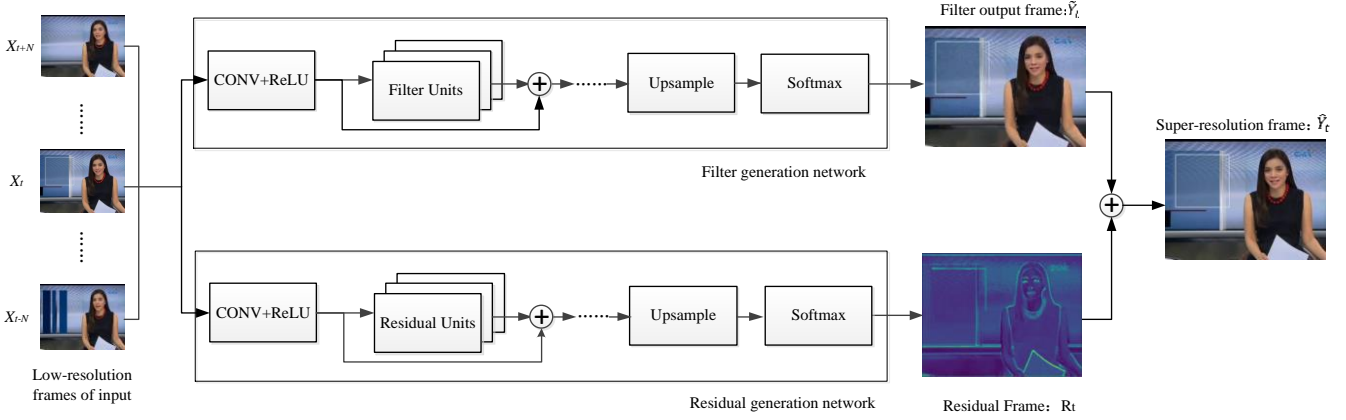 X_{t+N}
X_t
X_{t-N}
Low-resolution
frames of input
CONV+ReLU
Filter Units
Upsample
Softmax
Filter generation network
Filter output frame:Ỹ_t
CONV+ReLU
Residual Units
Upsample
Softmax
Residual generation network
Residual Frame：R_t
Super-resolution frame：Ŷ_t